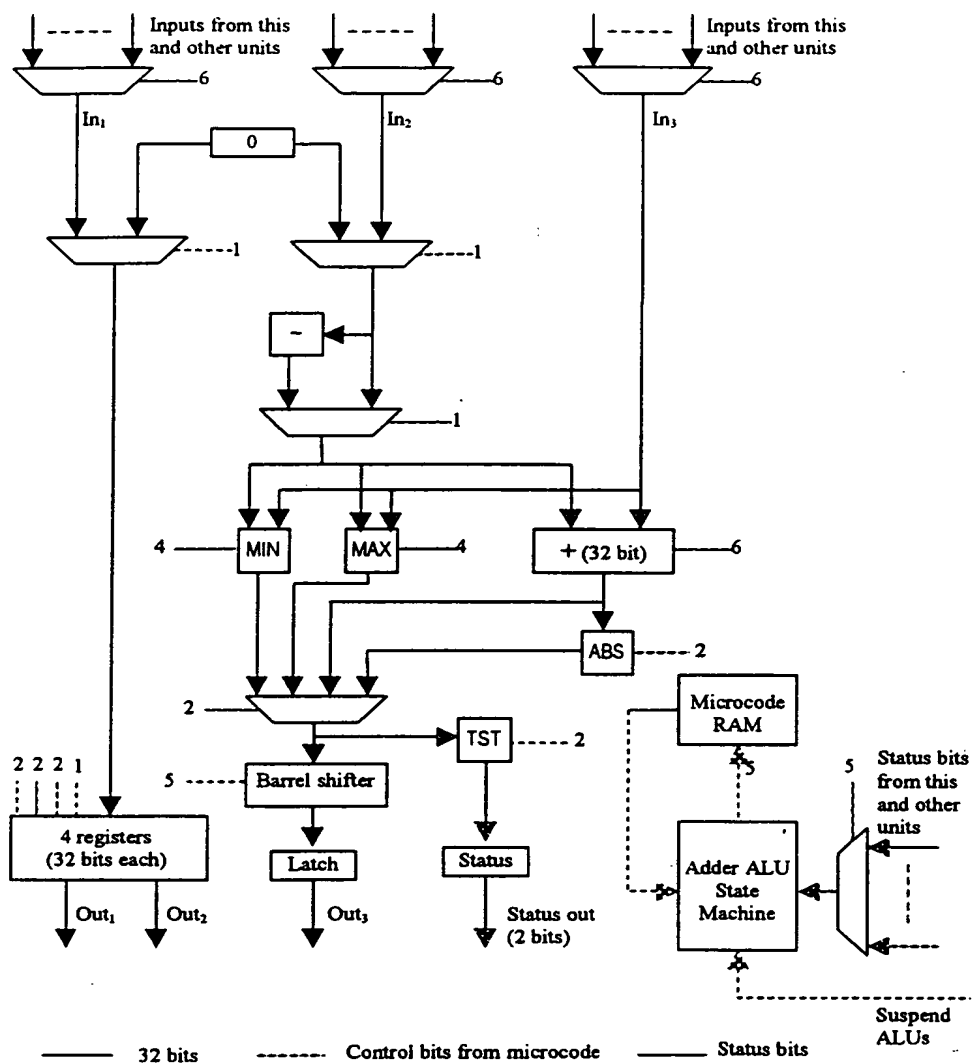 Inputs from this
and other units
Inputs from this
and other units
6
6
6
In₁
In₂
In₃
0
1
1
~
1
4
MIN
MAX
4
+ (32 bit)
6
ABS
2
2
TST
2
Microcode
RAM
5
Barrel shifter
5
5
Status bits
from this
and other
units
2 2 2 1
4 registers
(32 bits each)
Latch
Status
Adder ALU
State
Machine
Out₁
Out₂
Out₃
Status out
(2 bits)
Suspend
ALUs
32 bits
Control bits from microcode
Status bits